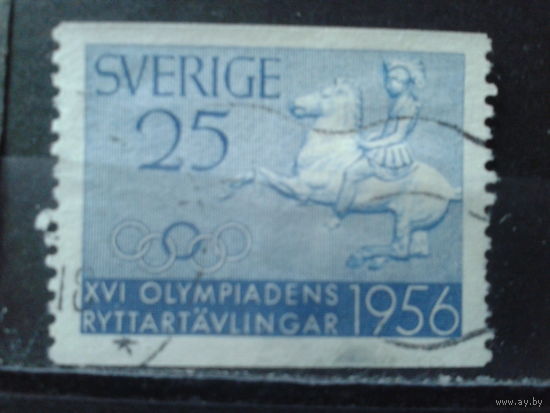 SVERIGE
25
XVI OLYMPIADENS
RYTTARTÄVLINGAR 1956
www.ay.by